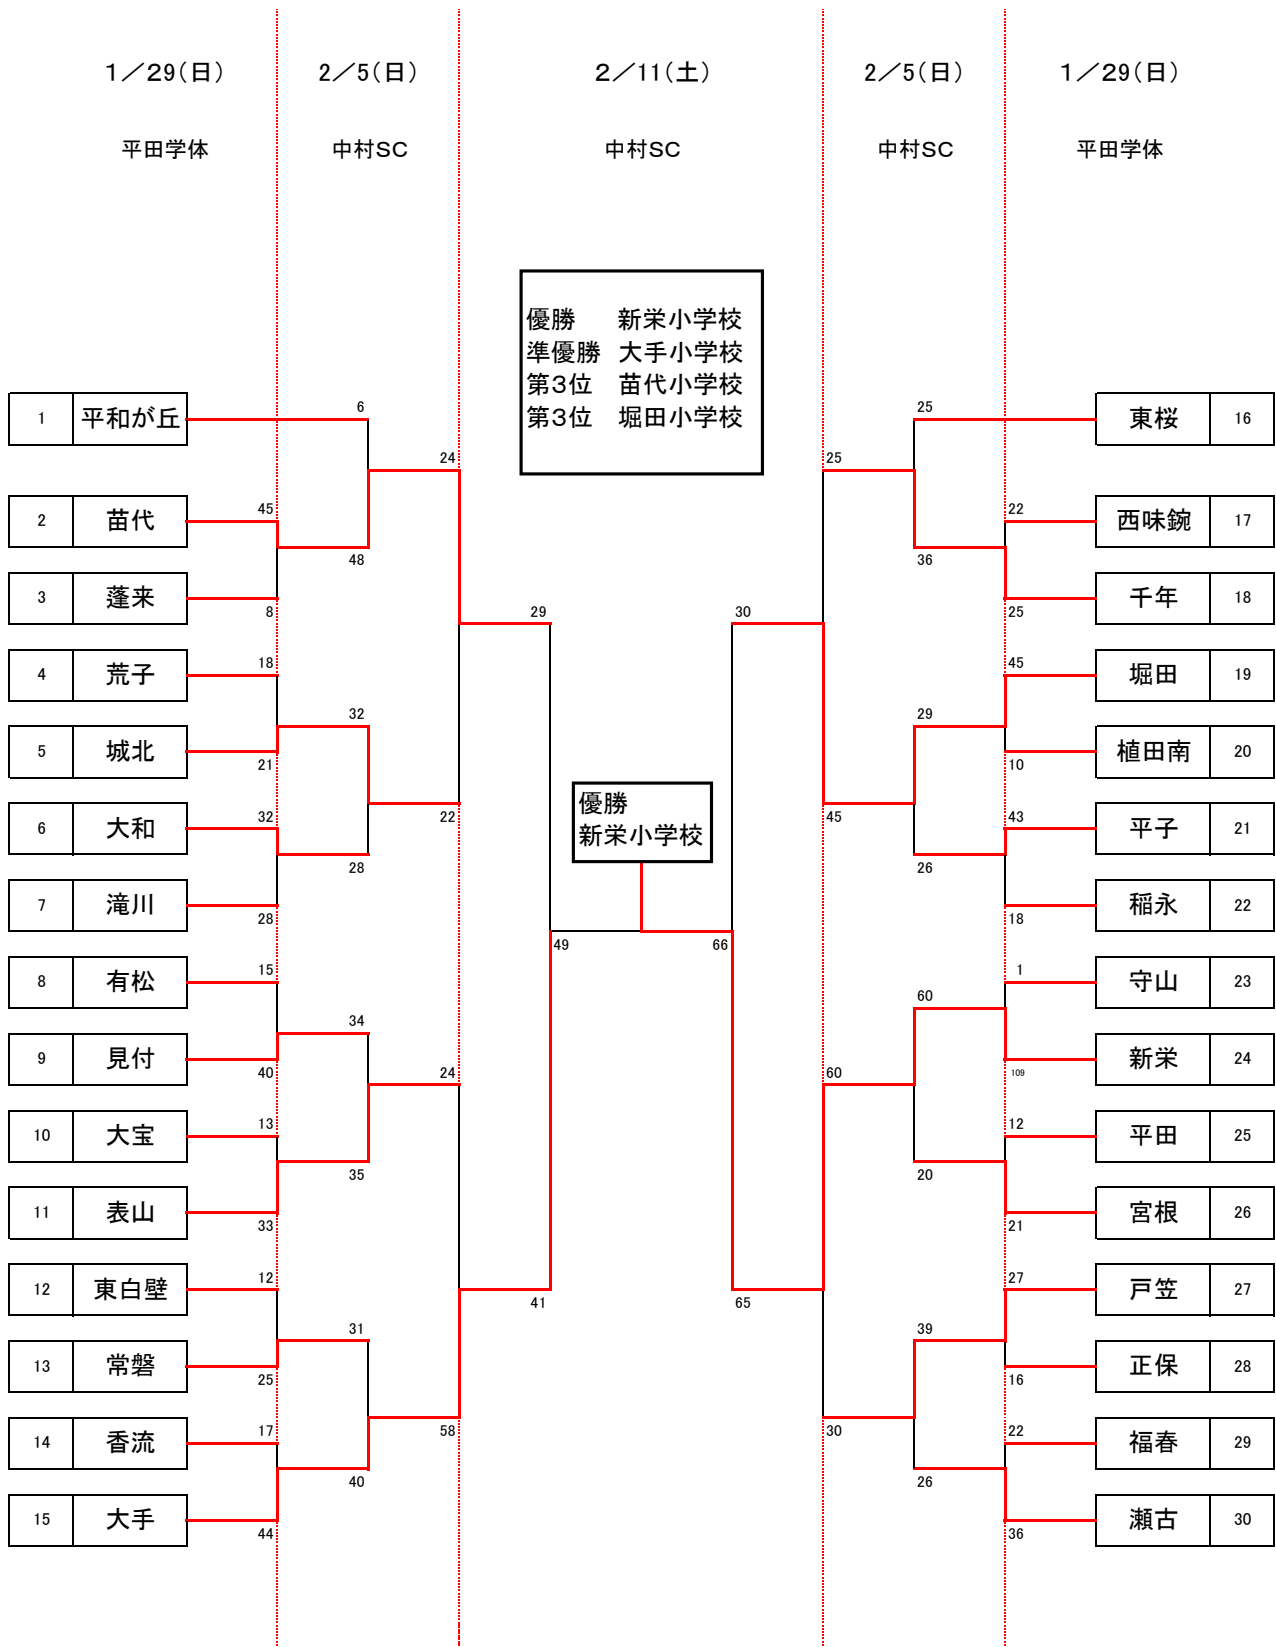 1／29(日)
2／5(日)
2／11(土)
2／5(日)
1／29(日)
平田学体
中村SC
中村SC
中村SC
平田学体
優勝 新栄小学校
準優勝 大手小学校
第3位 苗代小学校
第3位 堀田小学校
1 平和が丘
6
25
東桜 16
24
25
2 苗代
45
22
西味鋺 17
48
36
3 蓬来
8
29
30
25
千年 18
4 荒子
18
45
堀田 19
32
29
5 城北
21
10
植田南 20
優勝
新栄小学校
22
45
6 大和
32
43
平子 21
28
26
7 滝川
28
18
稲永 22
49
66
8 有松
15
1
守山 23
34
60
9 見付
40
24
60
109
新栄 24
10 大宝
13
12
平田 25
35
20
11 表山
33
21
宮根 26
12 東白壁
12
27
戸笠 27
41
65
31
39
13 常磐
25
16
正保 28
14 香流
17
58
30
22
福春 29
40
26
15 大手
44
36
瀬古 30